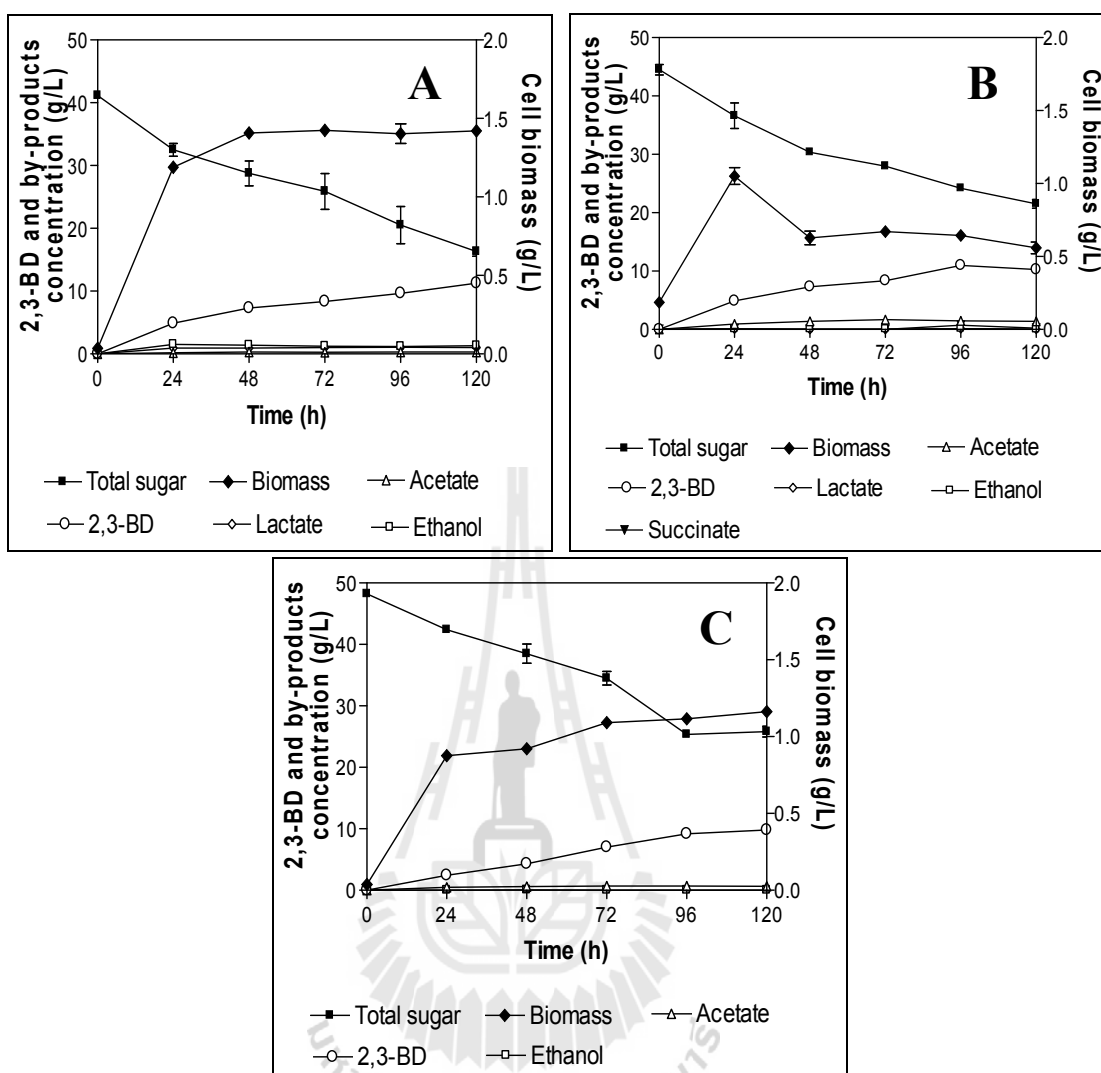 A
2,3-BD and by-products
concentration (g/L)
50
40
30
20
10
0
2.0
1.5
1.0
0.5
0.0
Cell biomass (g/L)
0 24 48 72 96 120
Time (h)
Total sugar Biomass Acetate
2,3-BD Lactate Ethanol
B
2,3-BD and by-products
concentration (g/L)
50
40
30
20
10
0
2.0
1.5
1.0
0.5
0.0
Cell biomass (g/L)
0 24 48 72 96 120
Time (h)
Total sugar Biomass Acetate
2,3-BD Lactate Ethanol
Succinate
C
2,3-BD and by-products
concentration (g/L)
50
40
30
20
10
0
2.0
1.5
1.0
0.5
0.0
Cell biomass (g/L)
0 24 48 72 96 120
Time (h)
Total sugar Biomass Acetate
2,3-BD Ethanol